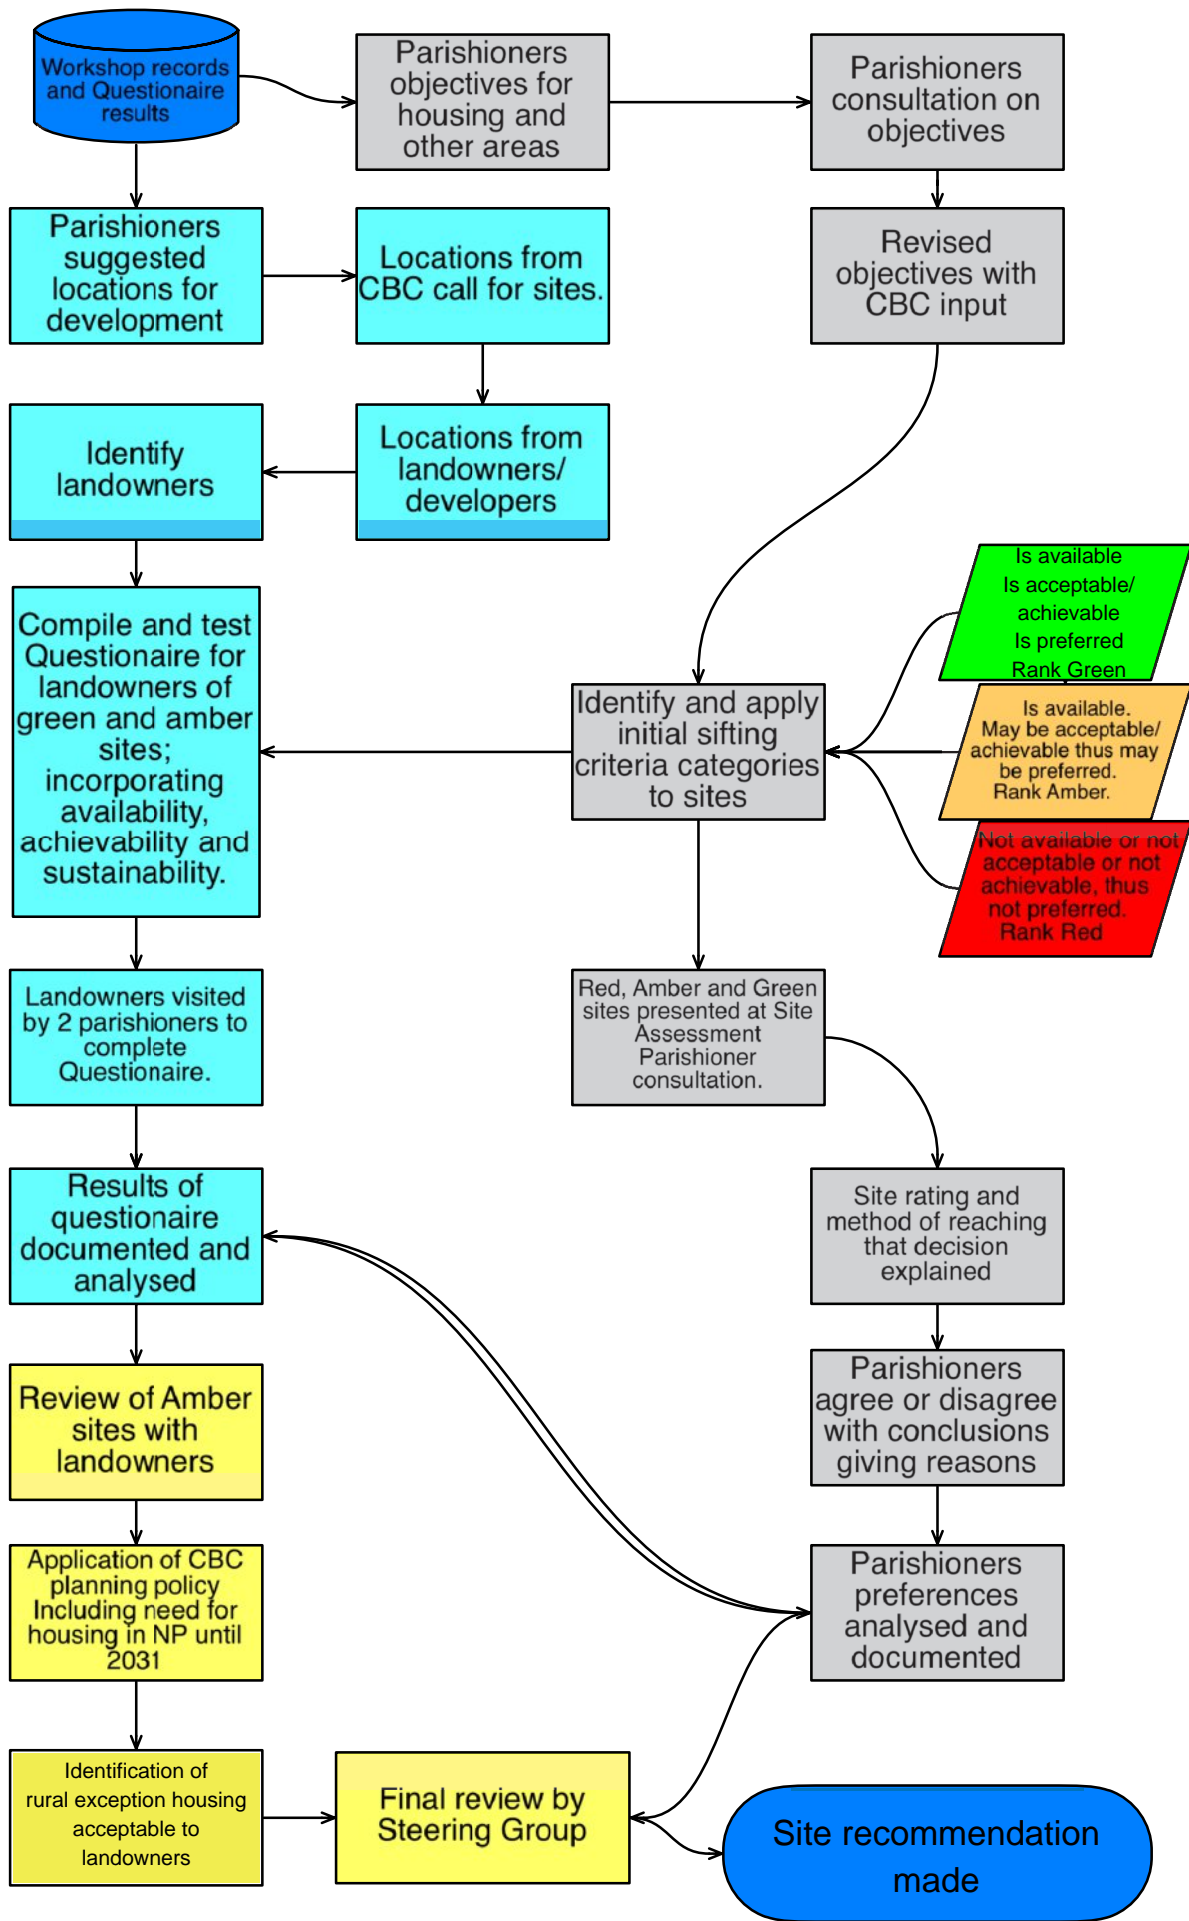 Workshop records
and Questionaire
results
Parishioners
objectives for
housing and
other areas
Parishioners
consultation on
objectives
Parishioners
suggested
locations for
development
Locations from
CBC call for sites.
Revised
objectives with
CBC input
Identify
landowners
Locations from
landowners/
developers
Is available
Is acceptable/
achievable
Is preferred
Rank Green
Compile and test
Questionaire for
landowners of
green and amber
sites;
incorporating
availability,
achievability and
sustainability.
Identify and apply
initial sifting
criteria categories
to sites
Is available.
May be acceptable/
achievable thus may
be preferred.
Rank Amber.
Not available or not
acceptable or not
achievable, thus
not preferred.
Rank Red
Landowners visited
by 2 parishioners to
complete
Questionaire.
Red, Amber and Green
sites presented at Site
Assessment
Parishioner
consultation.
Results of
questionaire
documented and
analysed
Site rating and
method of reaching
that decision
explained
Review of Amber
sites with
landowners
Parishioners
agree or disagree
with conclusions
giving reasons
Application of CBC
planning policy
Including need for
housing in NP until
2031
Parishioners
preferences
analysed and
documented
Identification of
rural exception housing
acceptable to
landowners
Final review by
Steering Group
Site recommendation
made